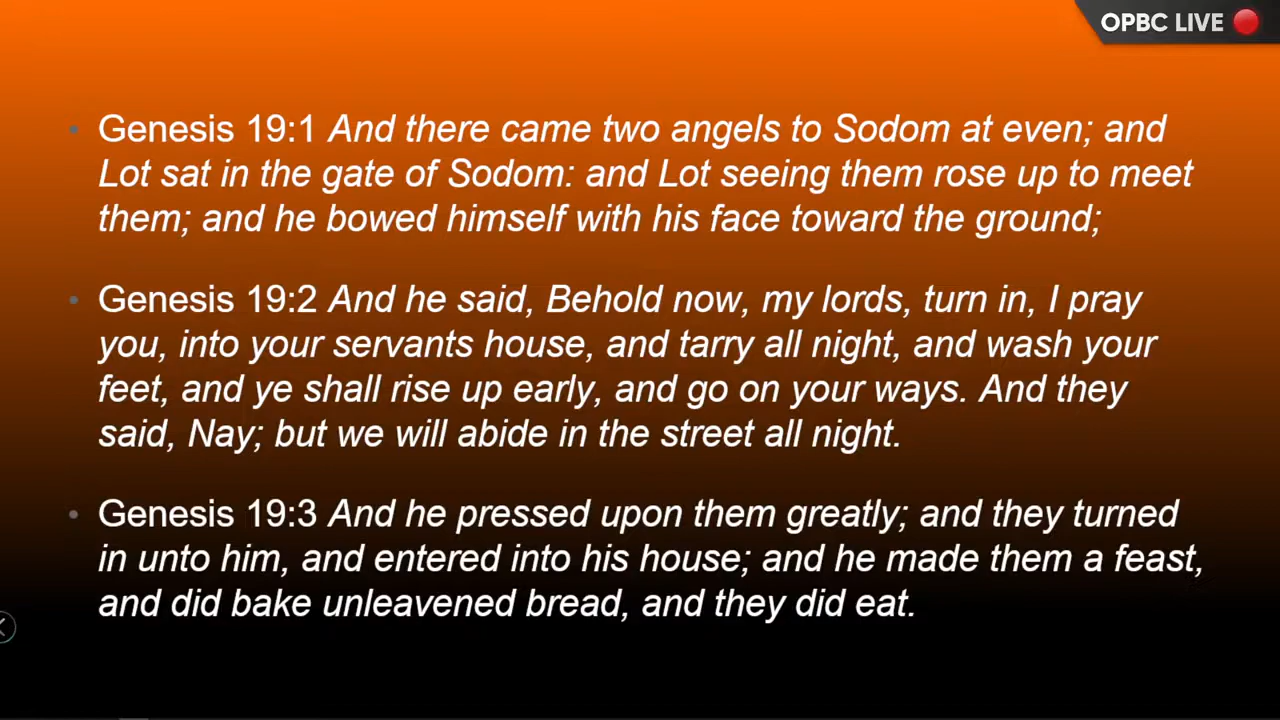 OPBC LIVE
• Genesis 19:1 And there came two angels to Sodom at even; and
Lot sat in the gate of Sodom: and Lot seeing them rose up to meet
them; and he bowed himself with his face toward the ground;
• Genesis 19:2 And he said, Behold now, my lords, turn in, I pray
you, into your servants house, and tarry all night, and wash your
feet, and ye shall rise up early, and go on your ways. And they
said, Nay; but we will abide in the street all night.
• Genesis 19:3 And he pressed upon them greatly; and they turned
in unto him, and entered into his house; and he made them a feast,
and did bake unleavened bread, and they did eat.